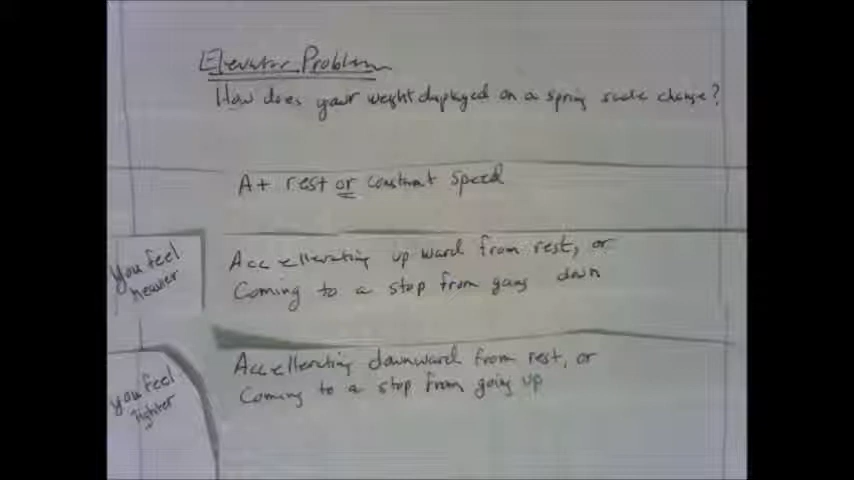 Elevator Problem
How does your weight displayed on a spring scale change?
At rest or constant speed
you feel
heavier
Accellerating upward from rest, or
Coming to a stop from going down
you feel
lighter
Accellerating downward from rest, or
Coming to a stop from going up